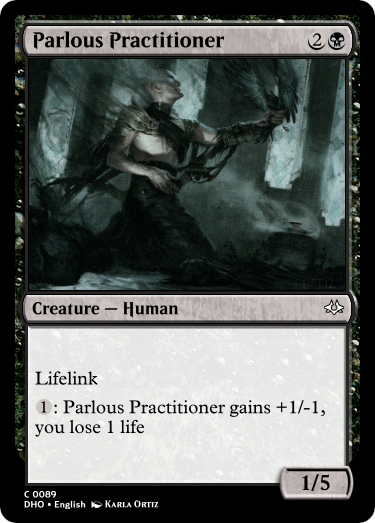 Parlous Practitioner 2
Creature — Human
Lifelink
1: Parlous Practitioner gains +1/-1,
you lose 1 life
1/5
C 0089
DHO • English Karla Ortiz